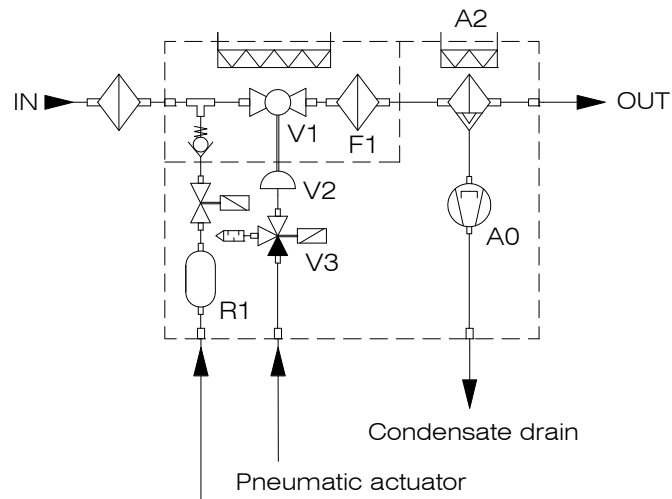 A2
IN
OUT
V1
F1
V2
A0
V3
R1
Condensate drain
Pneumatic actuator